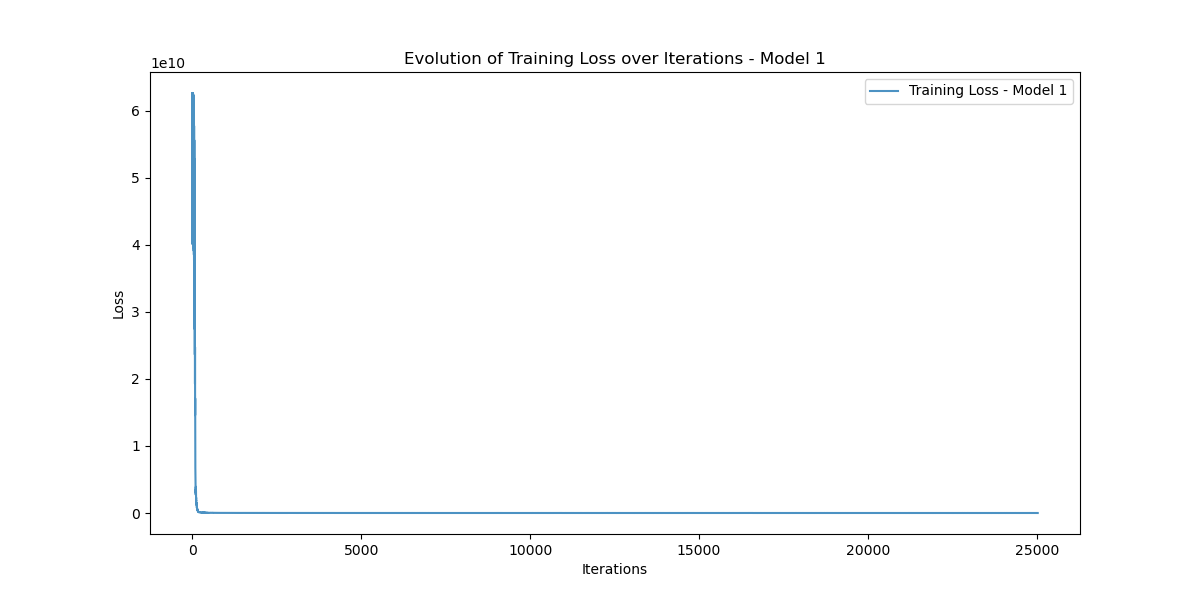 Evolution of Training Loss over Iterations - Model 1
1e10
Training Loss - Model 1
6
5
4
3
2
1
0
Loss
0 5000 10000 15000 20000 25000
Iterations